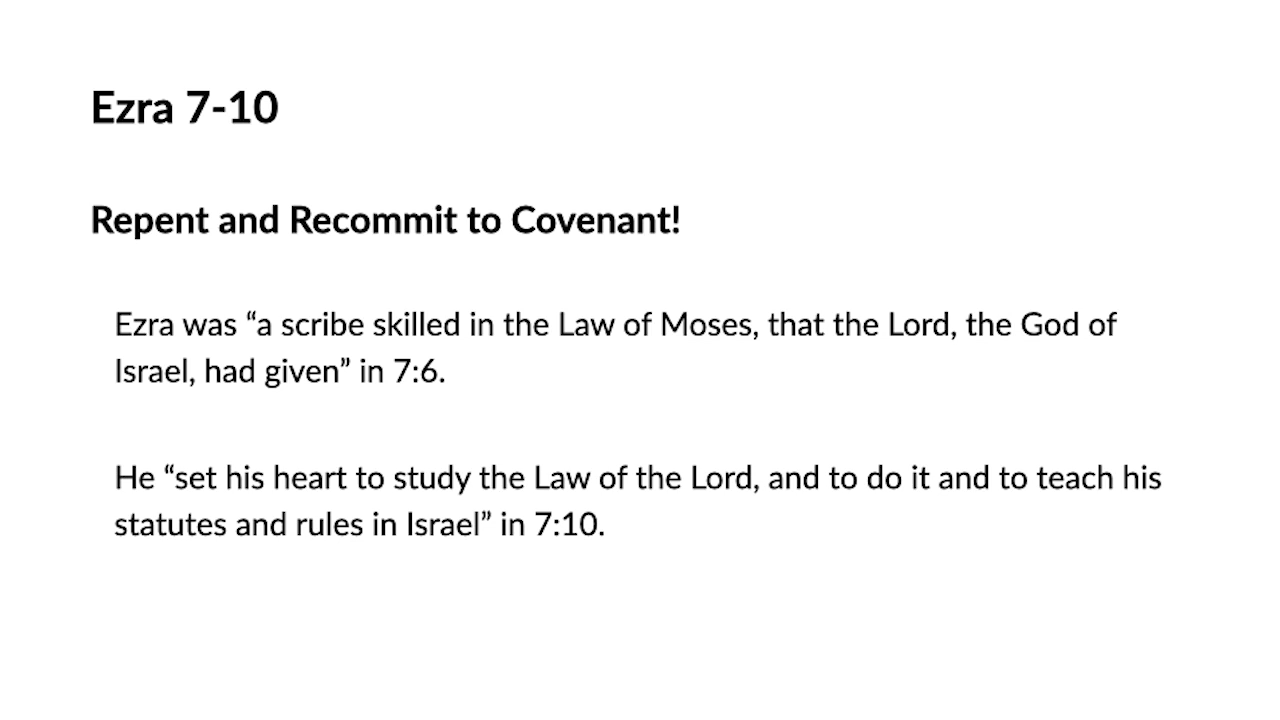 Ezra 7-10
Repent and Recommit to Covenant!
Ezra was “a scribe skilled in the Law of Moses, that the Lord, the God of
Israel, had given” in 7:6.
He “set his heart to study the Law of the Lord, and to do it and to teach his
statutes and rules in Israel” in 7:10.